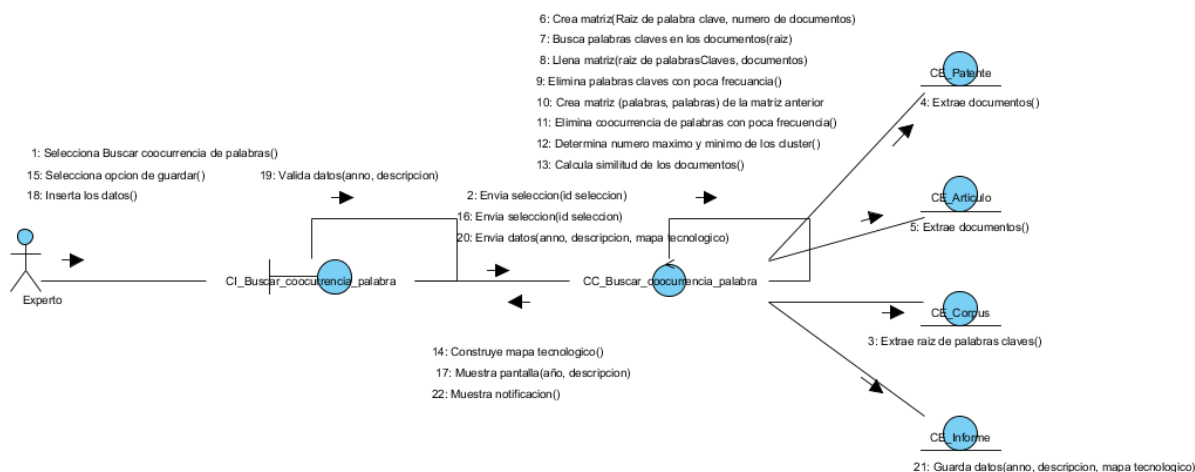 6: Crea matriz(Raiz de palabra clave, numero de documentos)
7: Busca palabras claves en los documentos(raiz)
8: Llena matriz(raiz de palabrasClaves, documentos)
9: Elimina palabras claves con poca frecuancia()
10: Crea matriz (palabras, palabras) de la matriz anterior
11: Elimina coocurrencia de palabras con poca frecuencia()
12: Determina numero maximo y minimo de los cluster()
13: Calcula similitud de los documentos()
CE_Patente
4: Extrae documentos()
1: Selecciona Buscar coocurrencia de palabras()
15: Selecciona opcion de guardar()
18: Inserta los datos()
19: Valida datos(anno, descripcion)
2: Envia seleccion(id seleccion)
16: Envia seleccion(id seleccion)
20: Envia datos(anno, descripcion, mapa tecnologico)
CE_Articulo
5: Extrae documentos()
Experto
CI_Buscar_coocurrencia_palabra
CC_Buscar_coocurrencia_palabra
CE_Corpus
3: Extrae raiz de palabras claves()
14: Construye mapa tecnologico()
17: Muestra pantalla(año, descripcion)
22: Muestra notificacion()
CE_Informe
21: Guarda datos(anno, descripcion, mapa tecnologico)